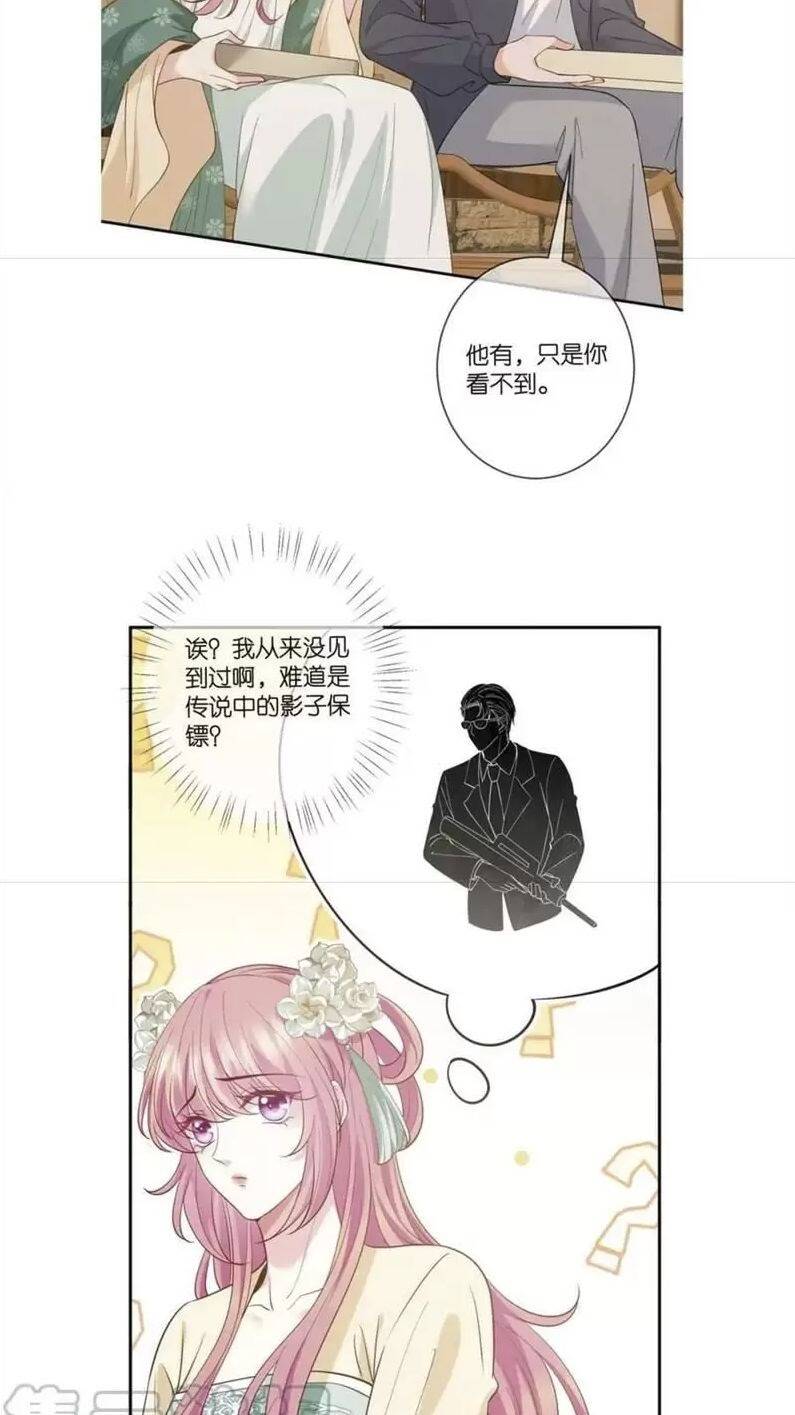 他有，只是你
看不到。
诶？我从来没见
到过啊，难道是
传说中的影子保
镖？